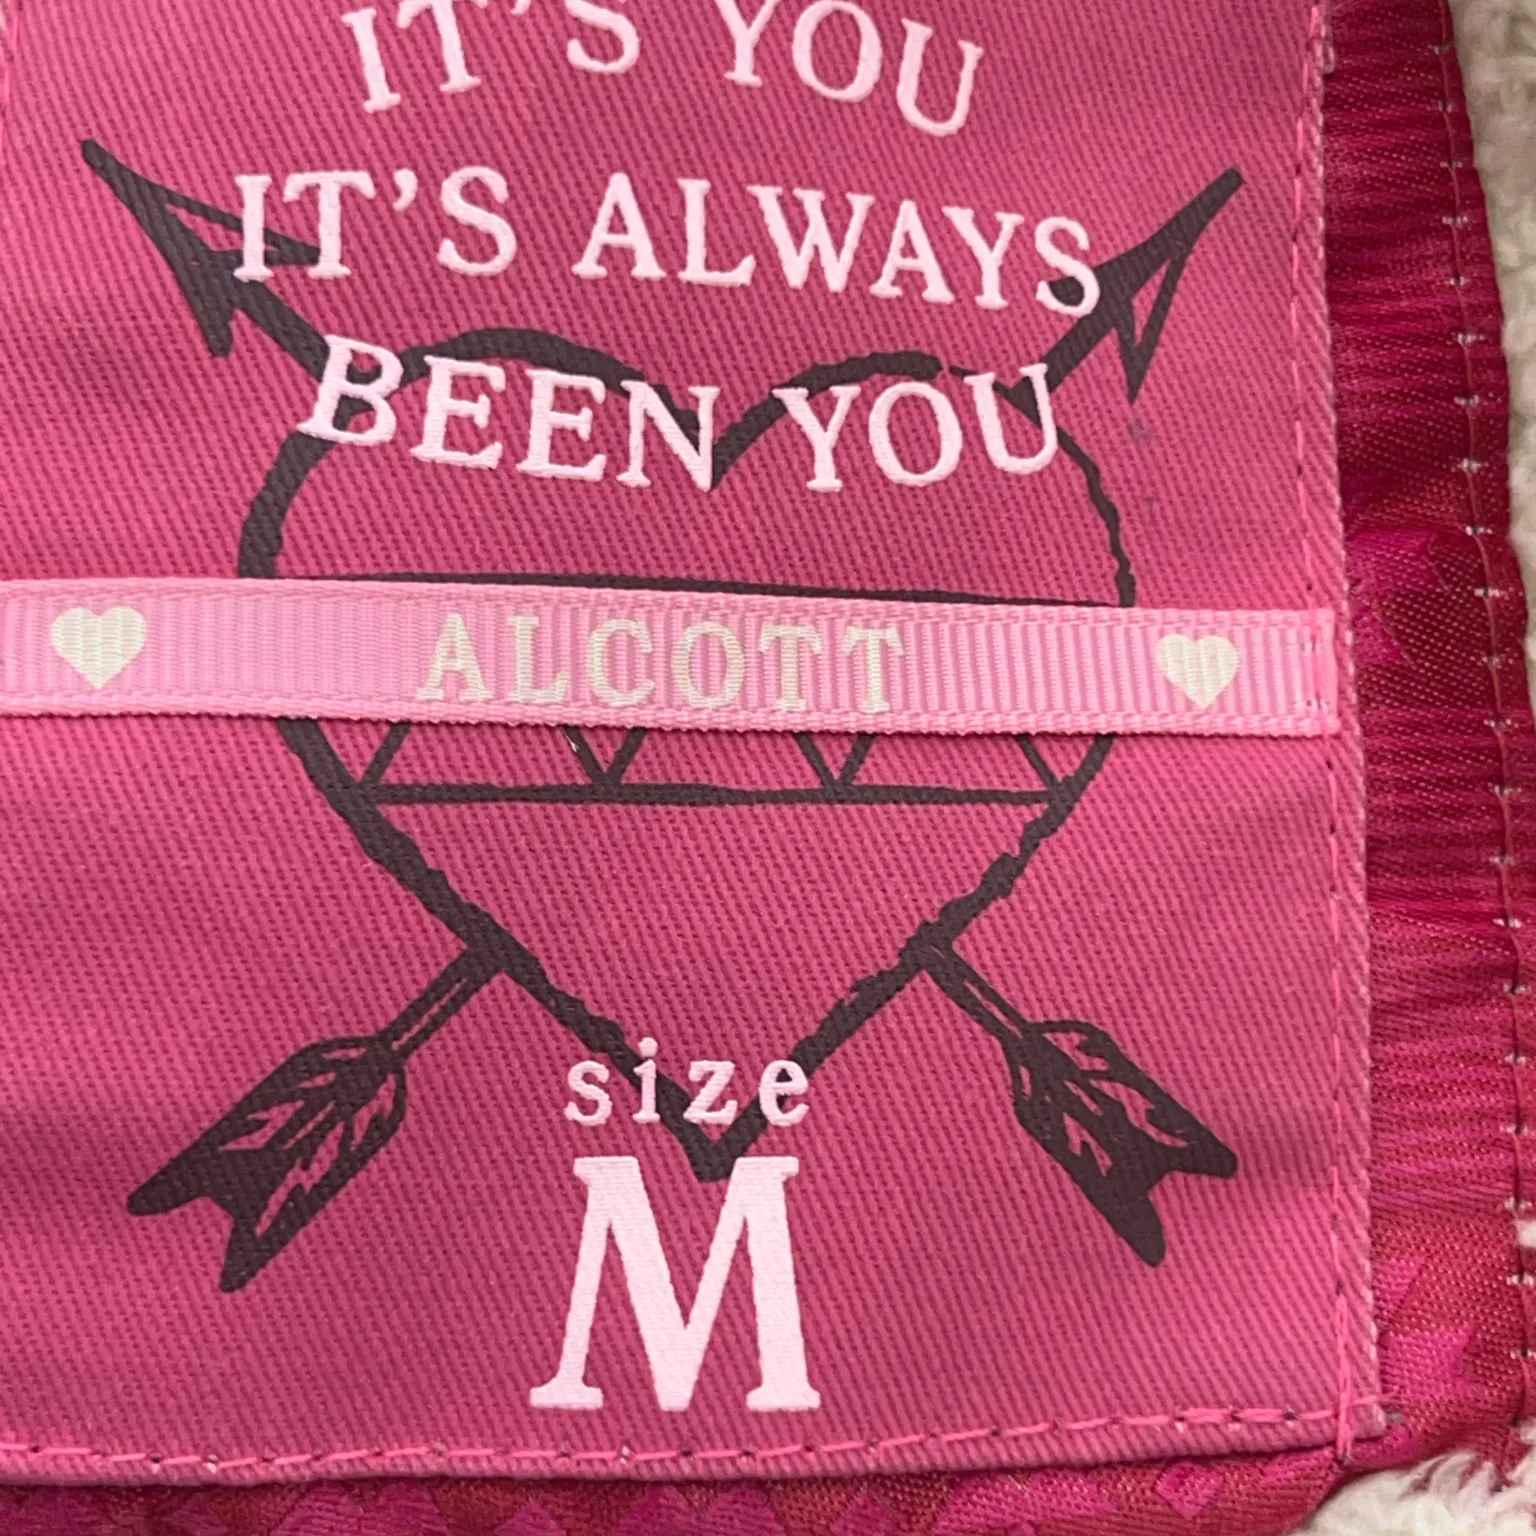 IT'S YOU
IT'S ALWAYS
BEEN YOU
ALCOTT
size
M